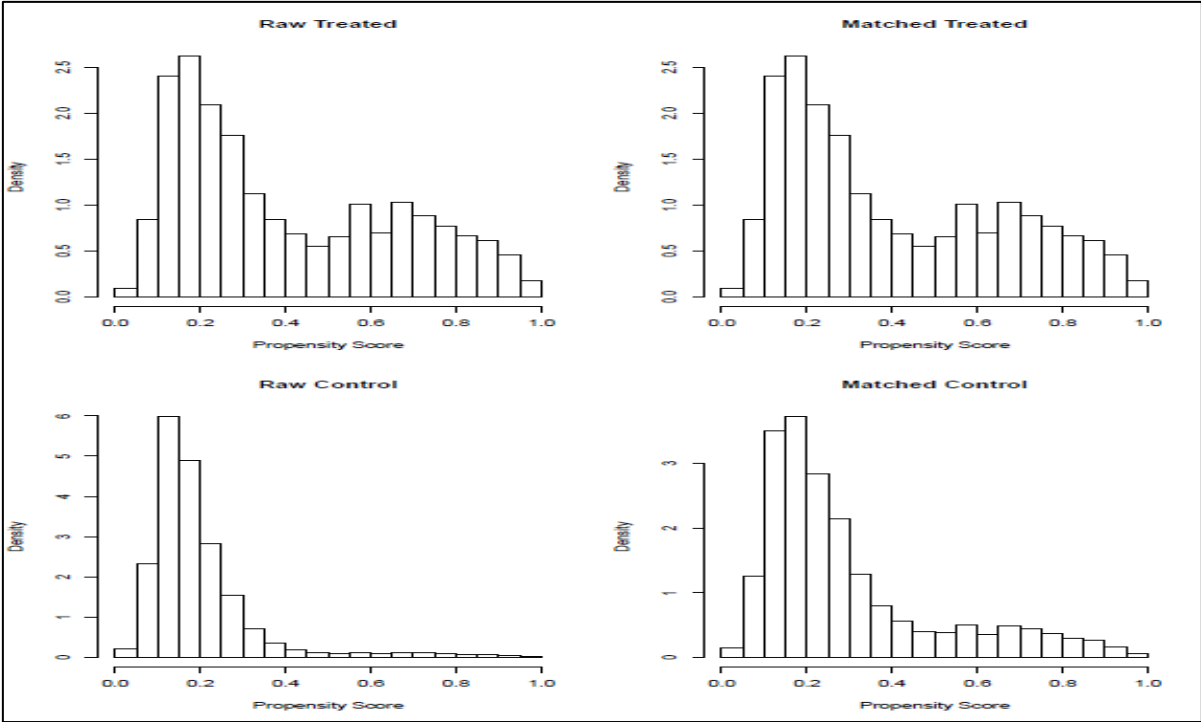 Raw Treated
Density
0.0 0.5 1.0 1.5 2.0 2.5
0.0 0.2 0.4 0.6 0.8 1.0
Propensity Score
Matched Treated
Density
0.0 0.5 1.0 1.5 2.0 2.5
0.0 0.2 0.4 0.6 0.8 1.0
Propensity Score
Raw Control
Density
0 1 2 3 4 5 6
0.0 0.2 0.4 0.6 0.8 1.0
Propensity Score
Matched Control
Density
0 1 2 3
0.0 0.2 0.4 0.6 0.8 1.0
Propensity Score